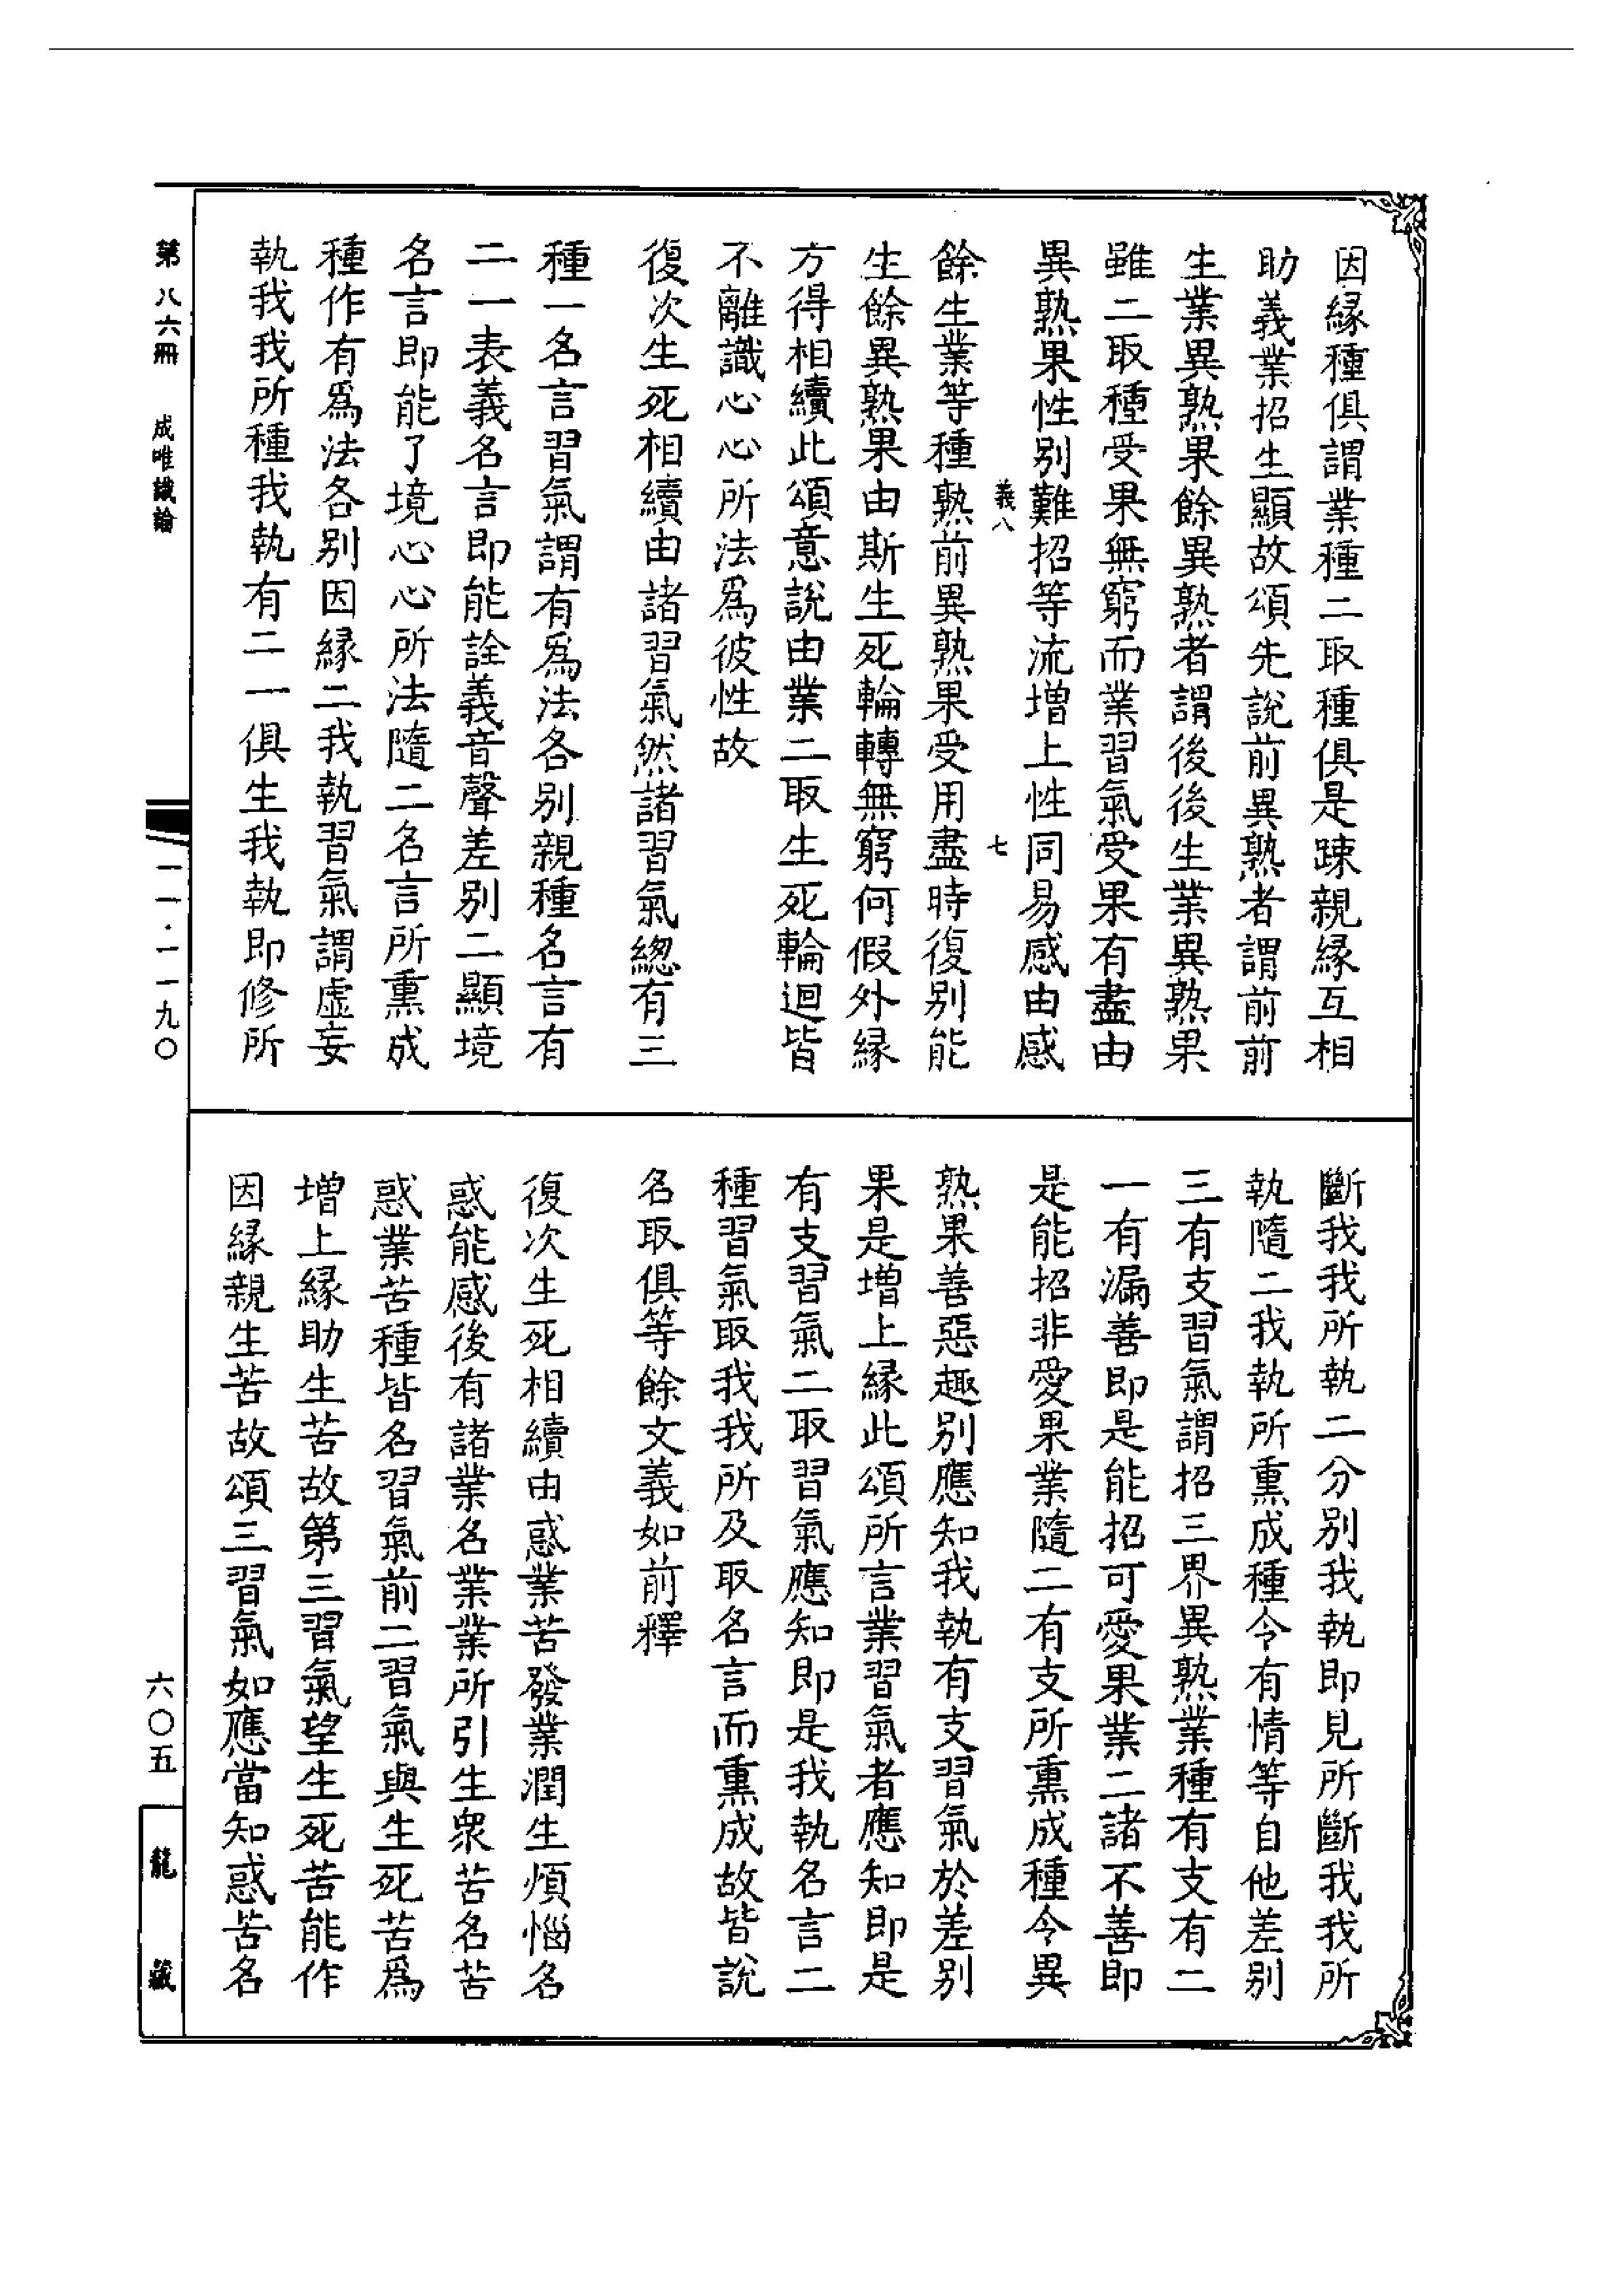 因緣種俱謂業種二取種俱是疎親緣互相
助義業招生顯故頌先說前異熟者謂前前
生業異熟果餘異熟者謂後後生業異熟果
雖二取種受果無窮而業習氣受果有盡由
異熟果性別難招等流增上性同易感由感
義八　七
餘生業等種熟前異熟果受用盡時復別能
生餘異熟果由斯生死輪轉無窮何假外緣
方得相續此頌意說由業二取生死輪迴皆
不離識心心所法爲彼性故
復次生死相續由諸習氣然諸習氣總有三
種一名言習氣謂有爲法各別親種名言有
二一表義名言即能詮義音聲差別二顯境
名言即能了境心心所法隨二名言所熏成
種作有爲法各別因緣二我執習氣謂虛妄
執我我所種我執有二一俱生我執即修所
斷我我所執二分別我執即見所斷我我所
執隨二我執所熏成種令有情等自他差別
三有支習氣謂招三界異熟業種有支有二
一有漏善即是能招可愛果業二諸不善即
是能招非愛果業隨二有支所熏成種令異
熟果善惡趣別應知我執有支習氣於差別
果是增上緣此頌所言業習氣者應知即是
有支習氣二取習氣應知即是我執名言二
種習氣取我我所及取名言而熏成故皆說
名取俱等餘文義如前釋
復次生死相續由惑業苦發業潤生煩惱名
惑能感後有諸業名業業所引生衆苦名苦
惑業苦種皆名習氣前二習氣與生死苦爲
增上緣助生苦故第三習氣望生死苦能作
因緣親生苦故頌三習氣如應當知惑苦名
第八六冊　成唯識論
一一·一一九〇
六〇五
龍藏